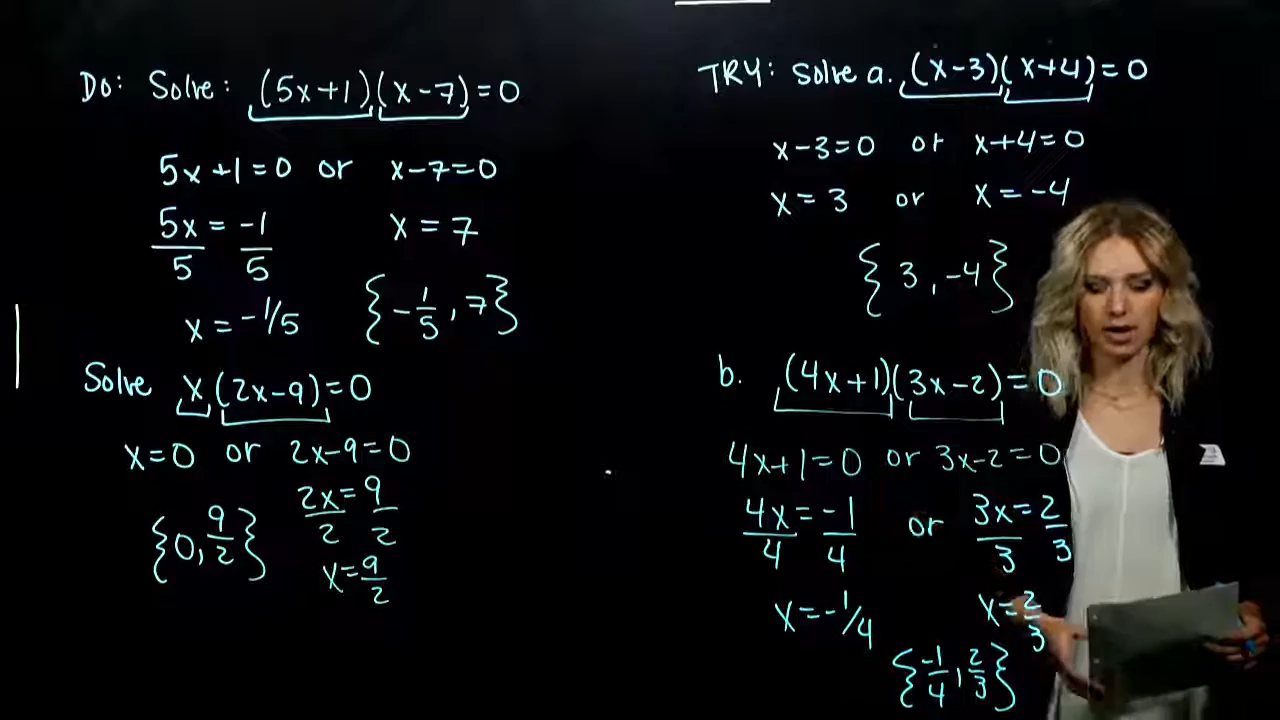 Do: Solve: (5x+1)(x-7)=0
5x+1=0 or x-7=0
5x/5 = -1/5
x = 7
x = -1/5
{-1/5, 7}
Solve x(2x-9)=0
x=0 or 2x-9=0
2x/2 = 9/2
{0, 9/2}
x=9/2
TRY: Solve a. (x-3)(x+4)=0
x-3=0 or x+4=0
x = 3 or x = -4
{3, -4}
b. (4x+1)(3x-2)=0
4x+1=0 or 3x-2=0
4x/4 = -1/4 or 3x/3 = 2/3
x=-1/4 x=2/3
{-1/4, 2/3}